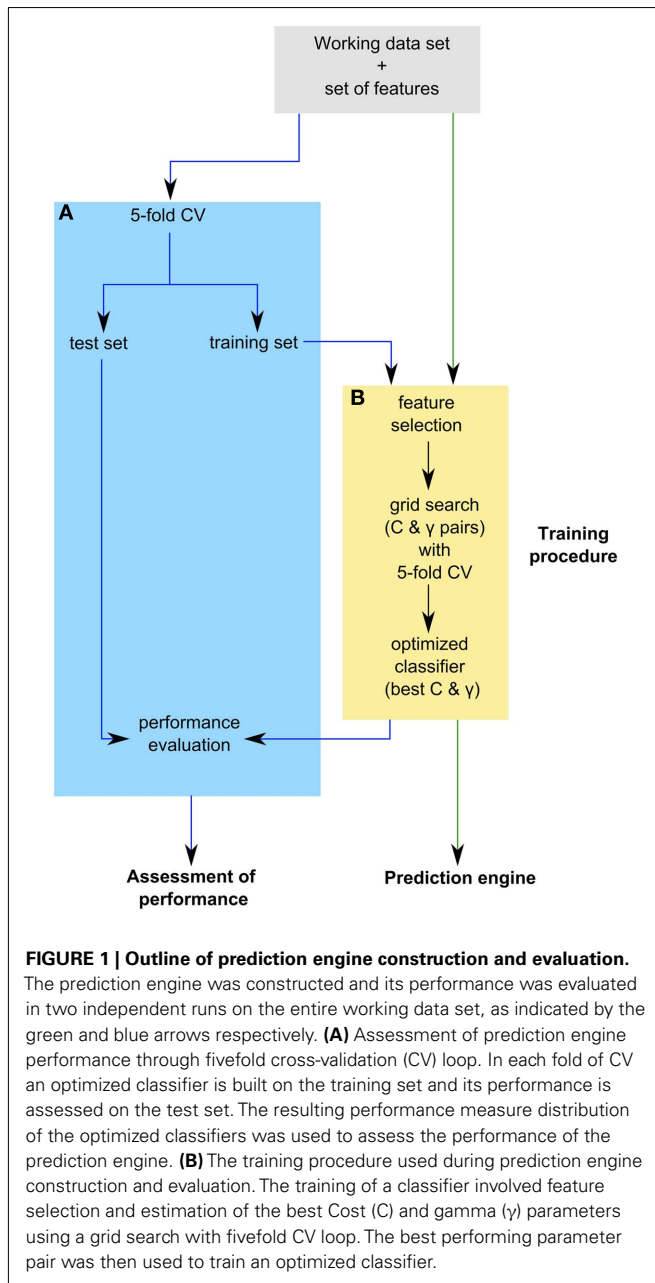 Working data set
+
set of features
A
5-fold CV
test set
training set
B
feature
selection
grid search
(C & γ pairs)
with
5-fold CV
Training
procedure
optimized
classifier
(best C & γ)
performance
evaluation
Assessment of
performance
Prediction engine
FIGURE 1 | Outline of prediction engine construction and evaluation.
The prediction engine was constructed and its performance was evaluated
in two independent runs on the entire working data set, as indicated by the
green and blue arrows respectively. (A) Assessment of prediction engine
performance through fivefold cross-validation (CV) loop. In each fold of CV
an optimized classifier is built on the training set and its performance is
assessed on the test set. The resulting performance measure distribution
of the optimized classifiers was used to assess the performance of the
prediction engine. (B) The training procedure used during prediction engine
construction and evaluation. The training of a classifier involved feature
selection and estimation of the best Cost (C) and gamma (γ) parameters
using a grid search with fivefold CV loop. The best performing parameter
pair was then used to train an optimized classifier.